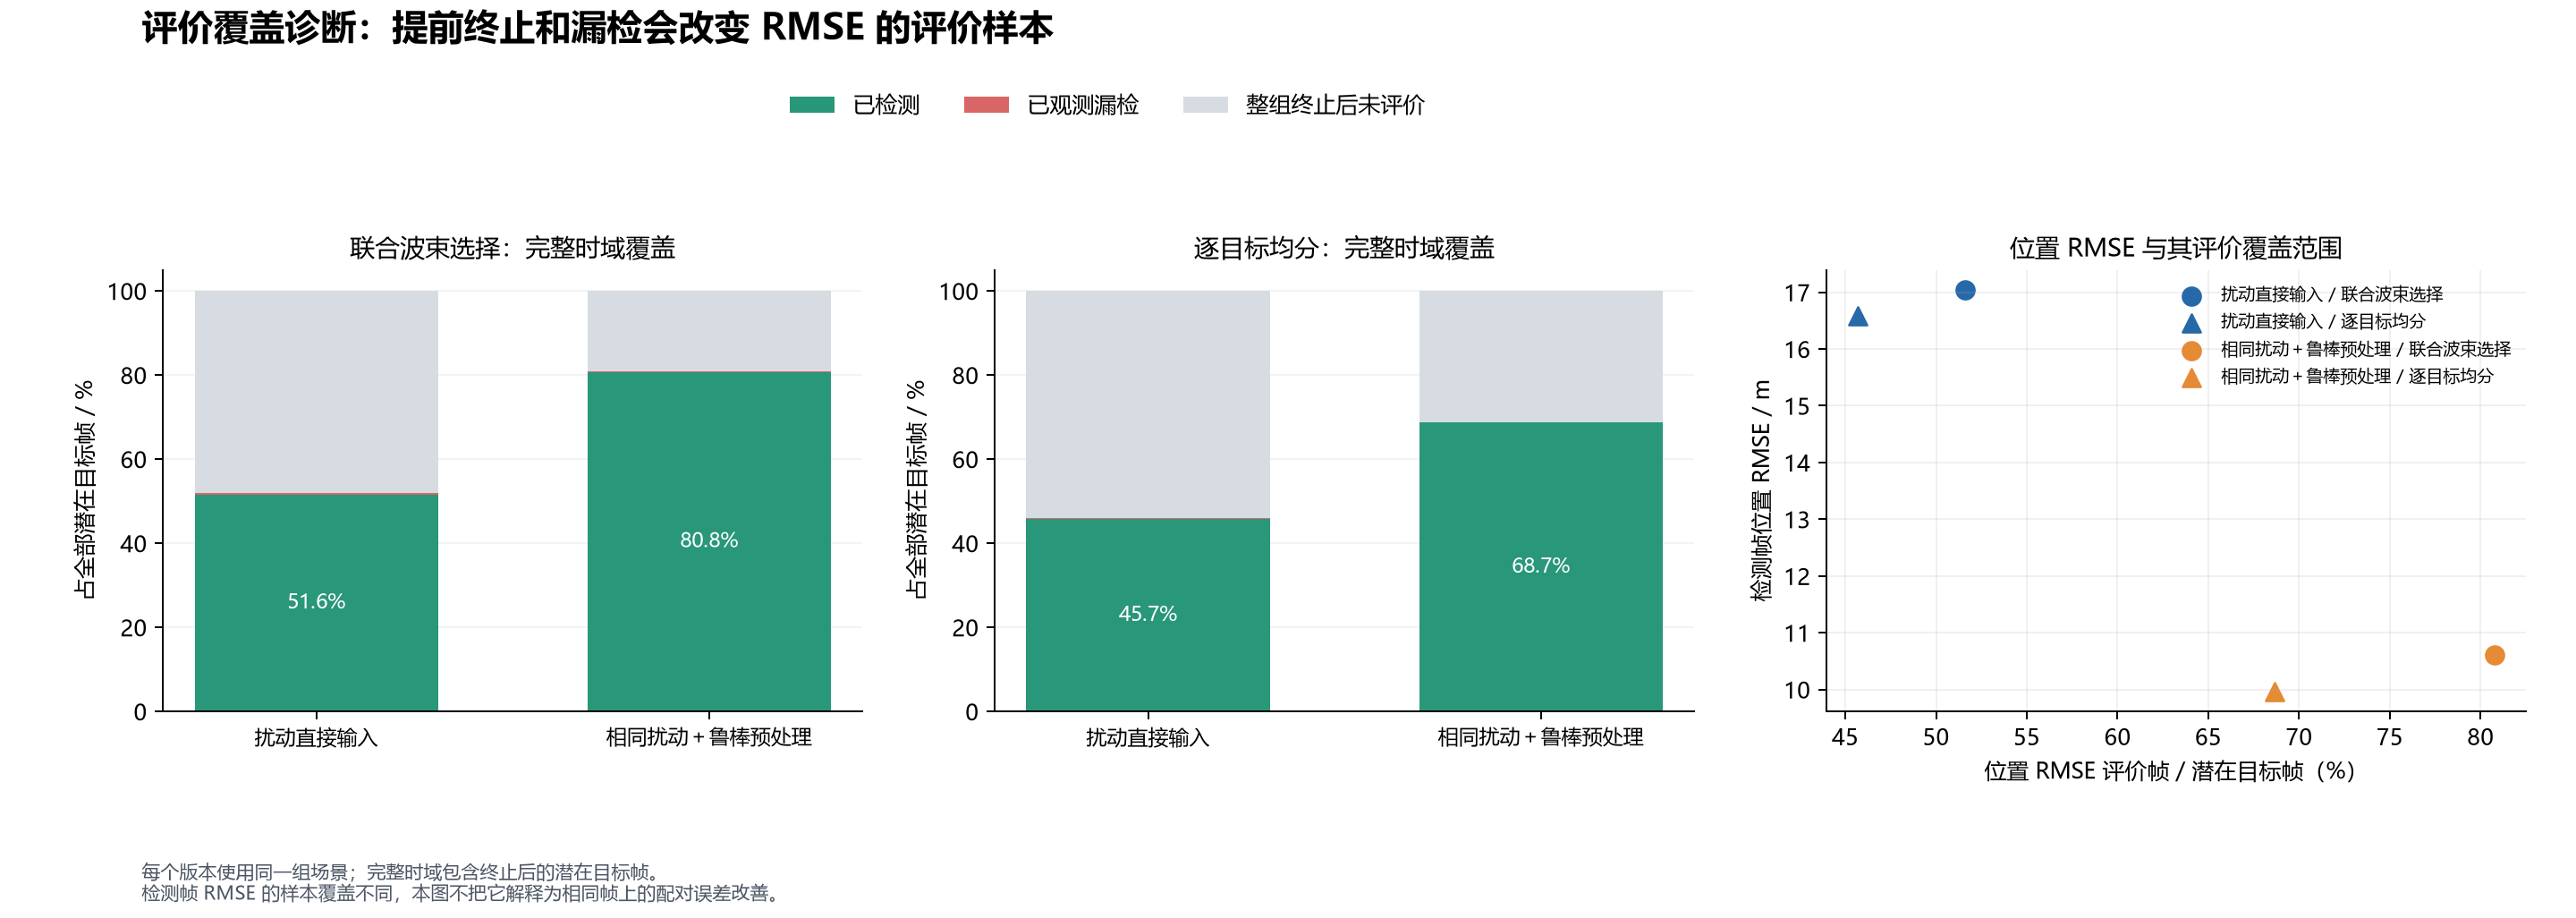 评价覆盖诊断：提前终止和漏检会改变 RMSE 的评价样本
已检测
已观测漏检
整组终止后未评价
联合波束选择：完整时域覆盖
占全部潜在目标帧 / %
100
80
60
40
20
0
51.6%
80.8%
扰动直接输入
相同扰动 + 鲁棒预处理
逐目标均分：完整时域覆盖
占全部潜在目标帧 / %
100
80
60
40
20
0
45.7%
68.7%
扰动直接输入
相同扰动 + 鲁棒预处理
位置 RMSE 与其评价覆盖范围
检测帧位置 RMSE / m
17
16
15
14
13
12
11
10
扰动直接输入 / 联合波束选择
扰动直接输入 / 逐目标均分
相同扰动 + 鲁棒预处理 / 联合波束选择
相同扰动 + 鲁棒预处理 / 逐目标均分
45 50 55 60 65 70 75 80
位置 RMSE 评价帧 / 潜在目标帧（%）
每个版本使用同一组场景；完整时域包含终止后的潜在目标帧。
检测帧 RMSE 的样本覆盖不同，本图不把它解释为相同帧上的配对误差改善。